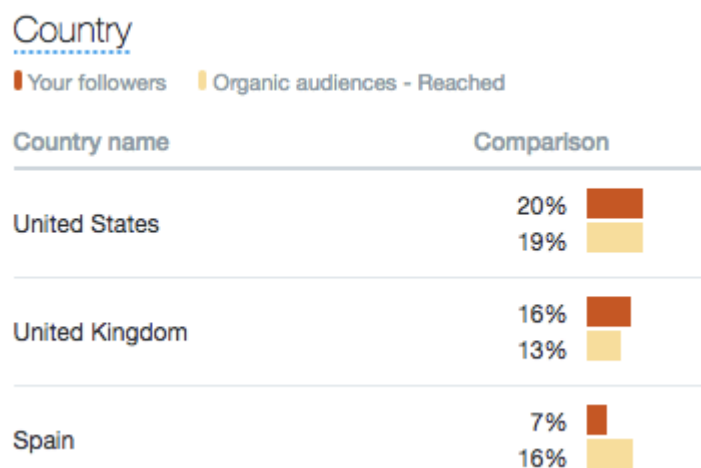 Country
Your followers Organic audiences - Reached
Country name Comparison
20%
United States
19%
16%
United Kingdom
13%
7%
Spain
16%